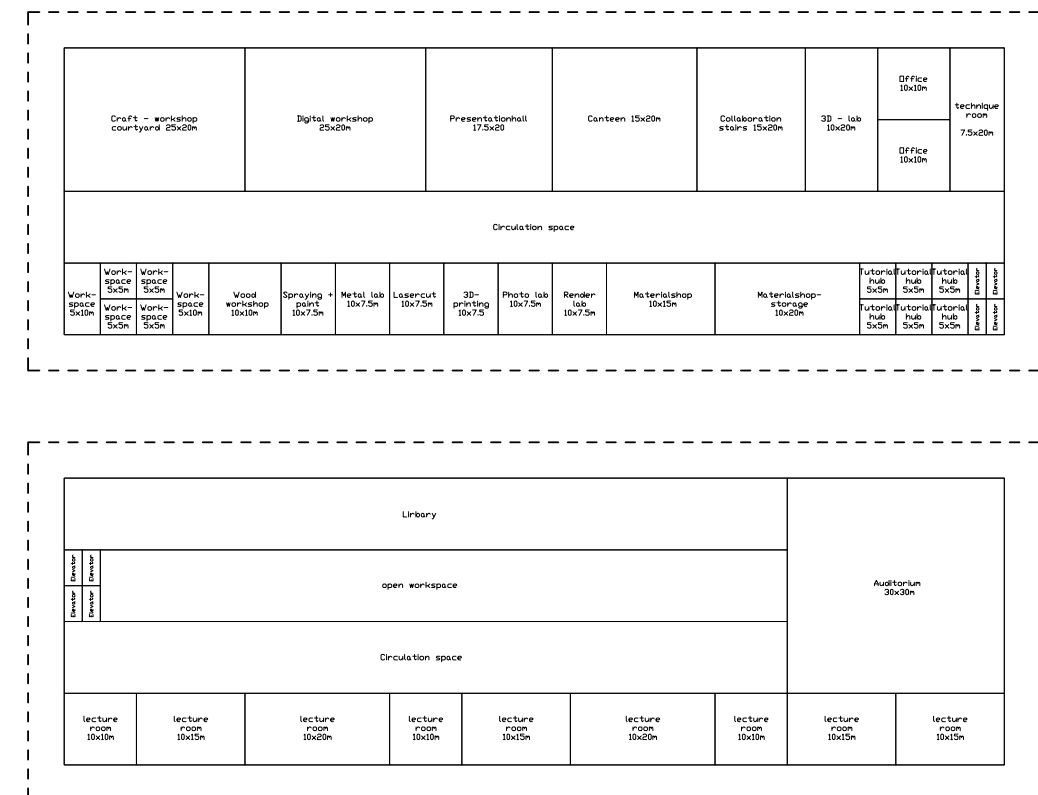 Craft - workshop
courtyard 25x20m
Digital workshop
25x20m
Presentationhall
17.5x20
Canteen 15x20m
Collaboration
stairs 15x20m
3D - lab
10x20m
Office
10x10m
Office
10x10m
technique
room
7.5x20m
Circulation space
Work-
space
5x10m
Work-
space
5x5m
Work-
space
5x5m
Work-
space
5x5m
Work-
space
5x5m
Work-
space
5x10m
Wood
workshop
10x10m
Spraying +
paint
10x7.5m
Metal lab
10x7.5m
Lasercut
10x7.5m
3D-
printing
10x7.5
Photo lab
10x7.5m
Render
lab
10x7.5m
Materialshop
10x15m
Materialshop-
storage
10x20m
Tutorial
hub
5x5m
Tutorial
hub
5x5m
Tutorial
hub
5x5m
Elevator
Elevator
Tutorial
hub
5x5m
Tutorial
hub
5x5m
Tutorial
hub
5x5m
Elevator
Elevator
Lirbary
Elevator
Elevator
Elevator
Elevator
open workspace
Auditorium
30x30m
Circulation space
lecture
room
10x10m
lecture
room
10x15m
lecture
room
10x20m
lecture
room
10x10m
lecture
room
10x15m
lecture
room
10x20m
lecture
room
10x10m
lecture
room
10x15m
lecture
room
10x15m